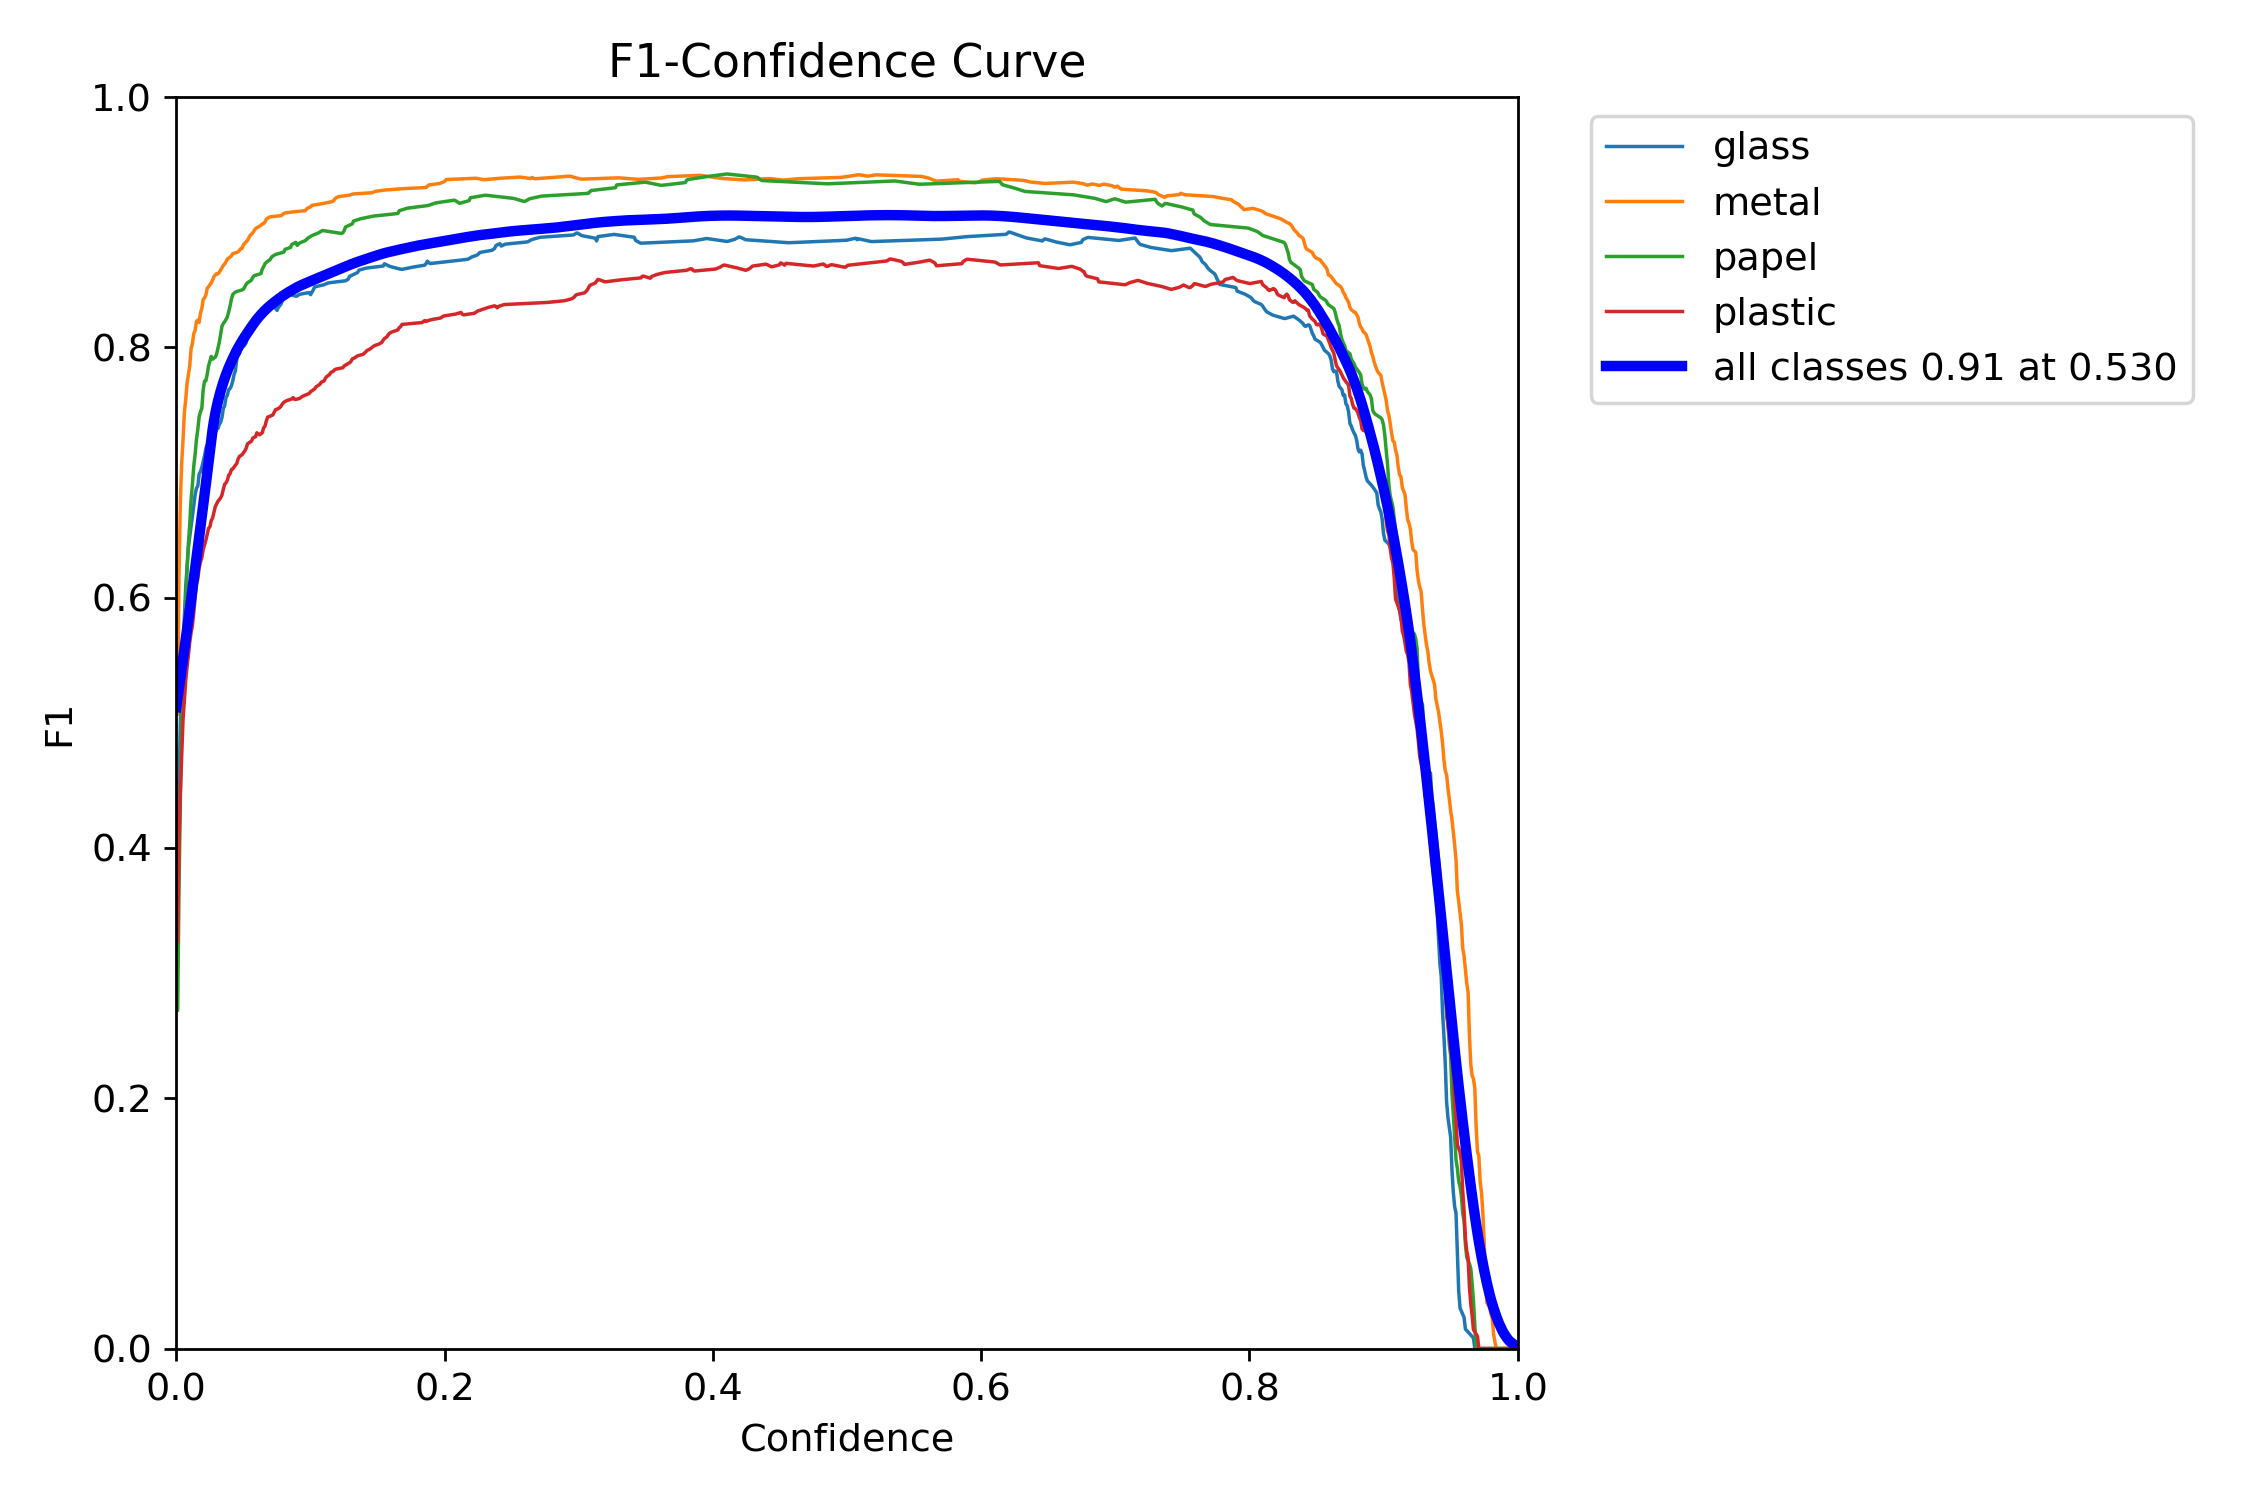 F1-Confidence Curve
1.0
0.8
0.6
0.4
0.2
0.0
F1
0.0 0.2 0.4 0.6 0.8 1.0
Confidence
glass
metal
papel
plastic
all classes 0.91 at 0.530